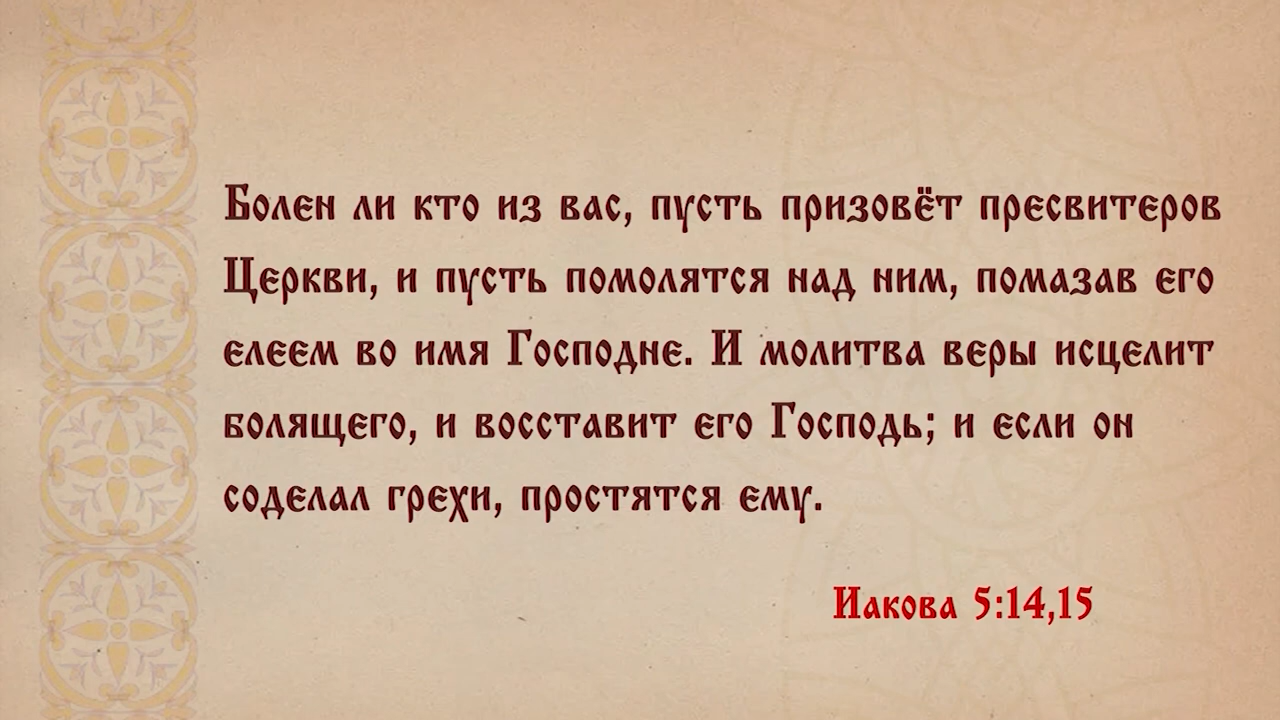 Болен ли кто из вас, пусть призовёт пресвитеров
Церкви, и пусть помолятся над ним, помазав его
елеем во имя Господне. И молитва веры исцелит
болящего, и восставит его Господь; и если он
соделал грехи, простятся ему.
Иакова 5:14,15